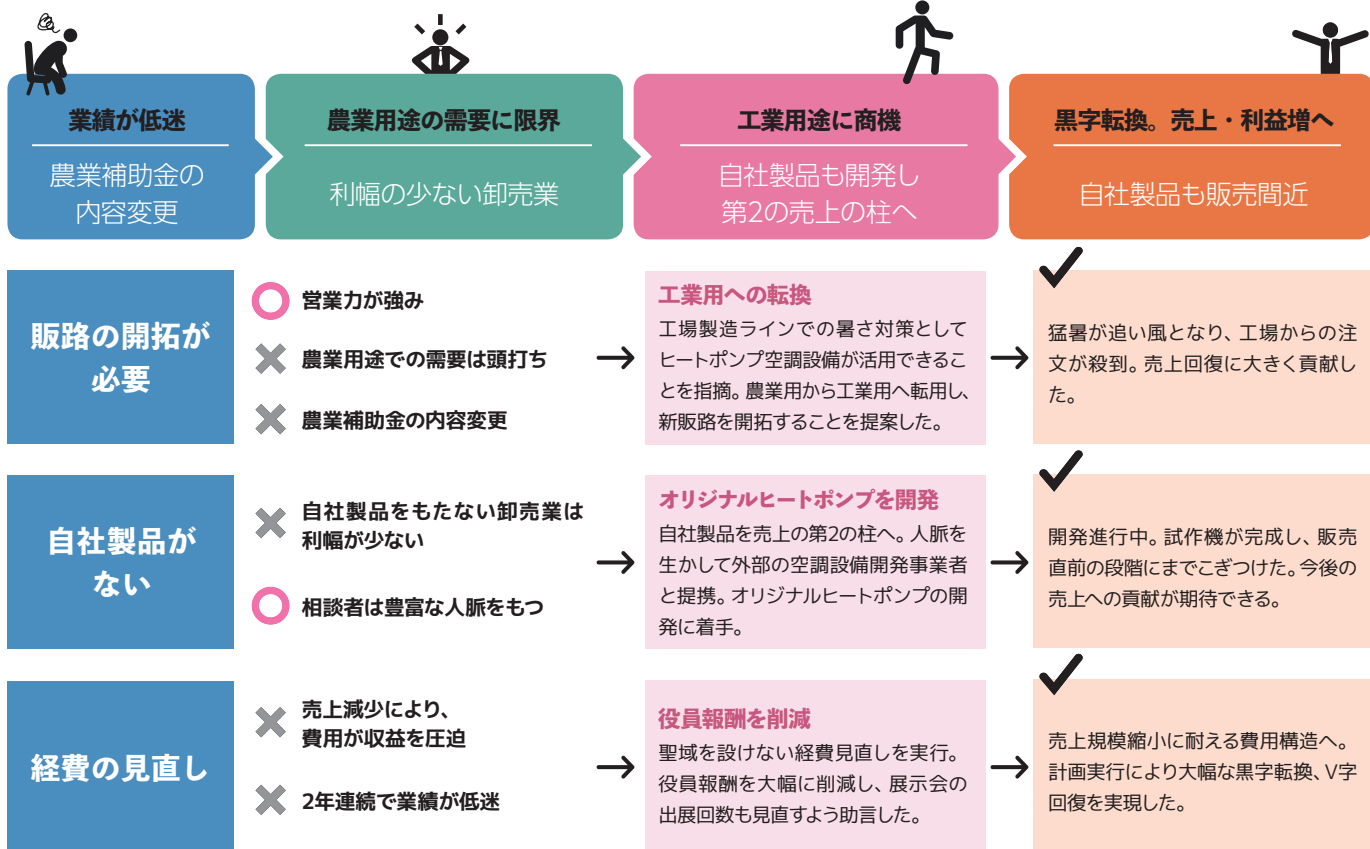 業績が低迷
農業補助金の
内容変更
農業用途の需要に限界
利幅の少ない卸売業
工業用途に商機
自社製品も開発し
第2の売上の柱へ
黒字転換。売上・利益増へ
自社製品も販売間近
販路の開拓が
必要
営業力が強み
農業用途での需要は頭打ち
農業補助金の内容変更
工業用への転換
工場製造ラインでの暑さ対策として
ヒートポンプ空調設備が活用できるこ
とを指摘。農業用から工業用へ転用し、
新販路を開拓することを提案した。
猛暑が追い風となり、工場からの注
文が殺到。売上回復に大きく貢献し
た。
自社製品が
ない
自社製品をもたない卸売業は
利幅が少ない
相談者は豊富な人脈をもつ
オリジナルヒートポンプを開発
自社製品を売上の第2の柱へ。人脈を
生かして外部の空調設備開発事業者
と提携。オリジナルヒートポンプの開
発に着手。
開発進行中。試作機が完成し、販売
直前の段階にまでこぎつけた。今後の
売上への貢献が期待できる。
経費の見直し
売上減少により、
費用が収益を圧迫
2年連続で業績が低迷
役員報酬を削減
聖域を設けない経費見直しを実行。
役員報酬を大幅に削減し、展示会の
出展回数も見直すよう助言した。
売上規模縮小に耐える費用構造へ。
計画実行により大幅な黒字転換、V字
回復を実現した。